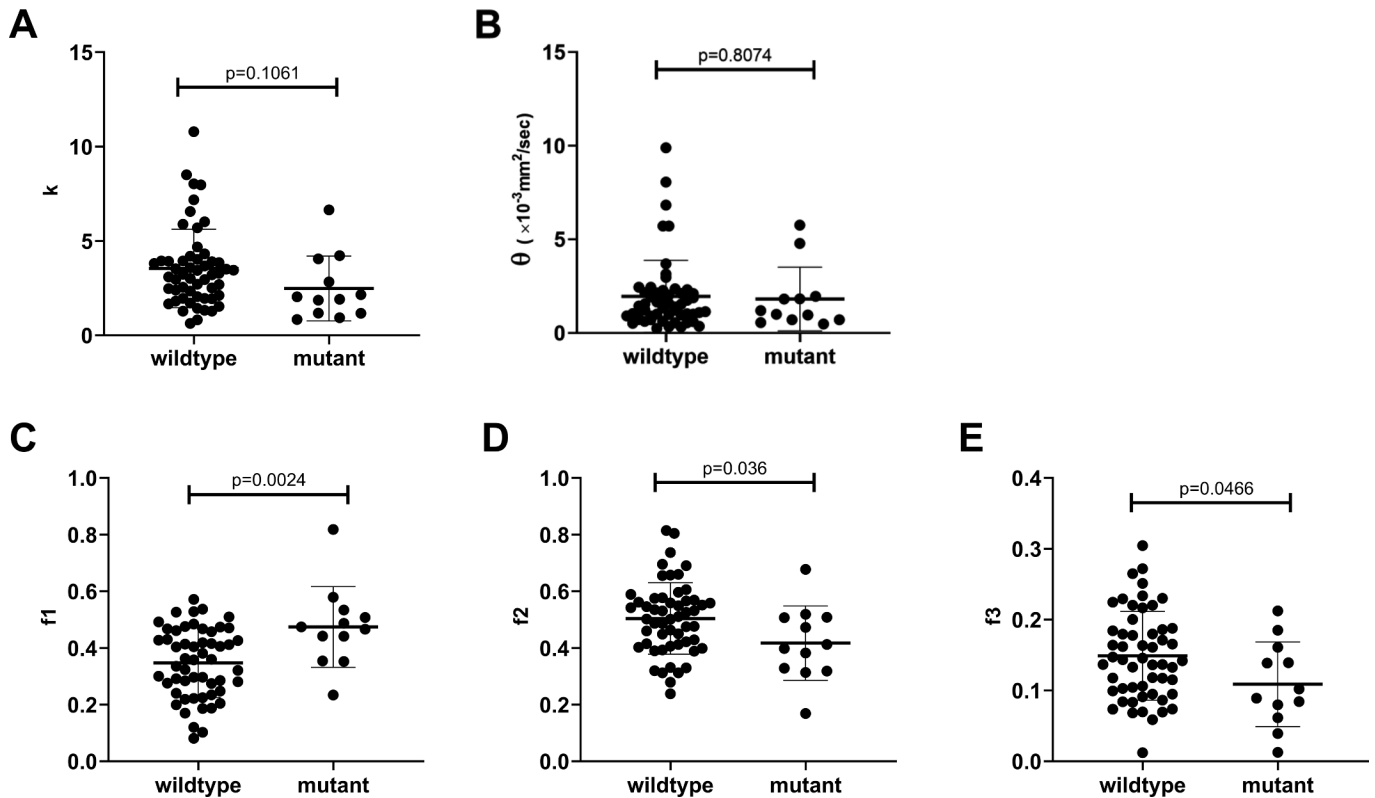 A
15
10
5
0
k
p=0.1061
wildtype
mutant
B
15
10
5
0
θ ( ×10⁻³mm²/sec)
p=0.8074
wildtype
mutant
C
1.0
0.8
0.6
0.4
0.2
0.0
f1
p=0.0024
wildtype
mutant
D
1.0
0.8
0.6
0.4
0.2
0.0
f2
p=0.036
wildtype
mutant
E
0.4
0.3
0.2
0.1
0.0
f3
p=0.0466
wildtype
mutant